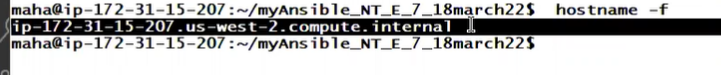 maha@ip-172-31-15-207:~/myAnsible_NT_E_7_18march22$  hostname -f
ip-172-31-15-207.us-west-2.compute.internal
maha@ip-172-31-15-207:~/myAnsible_NT_E_7_18march22$